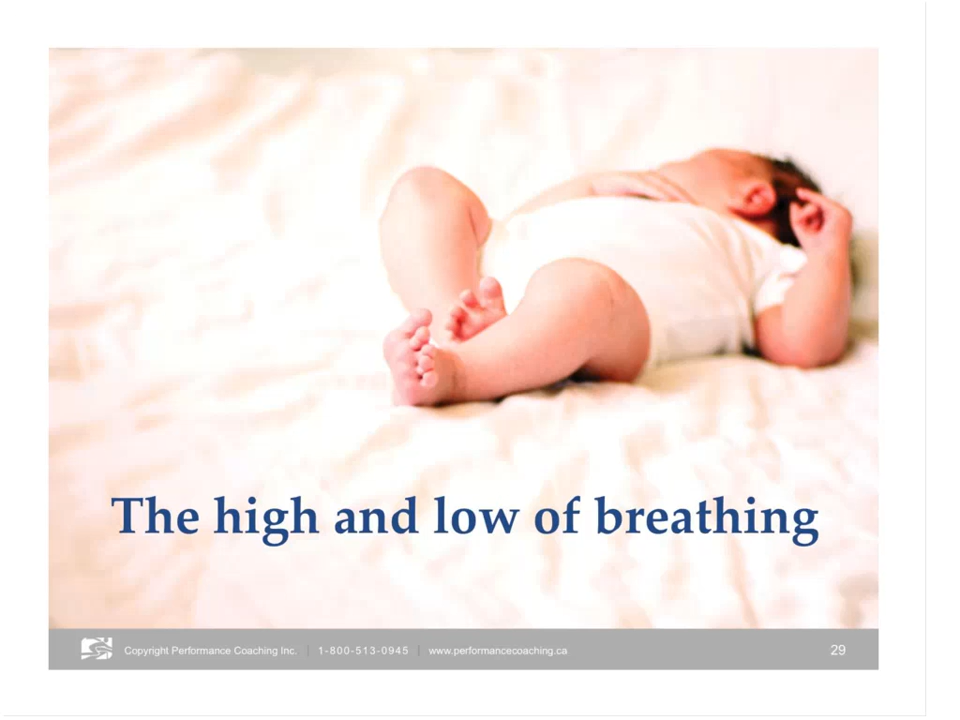 The high and low of breathing
Copyright Performance Coaching Inc. | 1-800-513-0945 | www.performancecoaching.ca 29